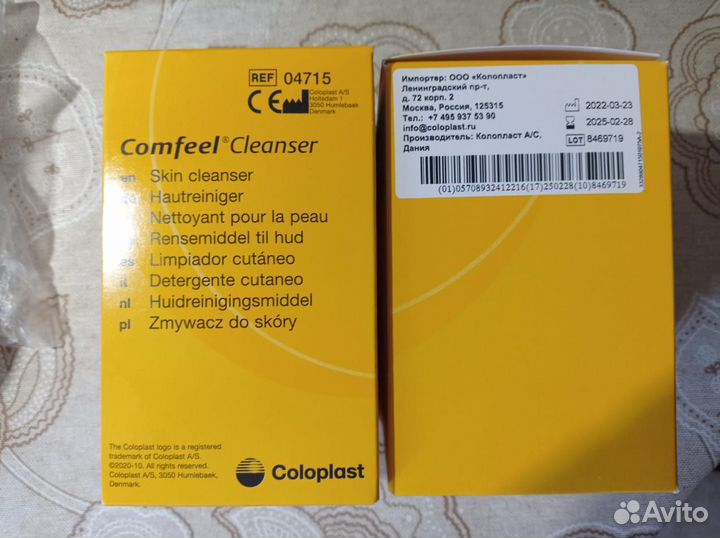 REF 04715
CE
Coloplast A/S
Holtedam 1
3050 Humlebaek
Denmark
Comfeel® Cleanser
en Skin cleanser
Hautreiniger
Nettoyant pour la peau
Rensemiddel til hud
es Limpiador cutáneo
it Detergente cutaneo
nl Huidreinigingsmiddel
pl Zmywacz do skóry
The Coloplast logo is a registered
trademark of Coloplast A/S.
©2020-10. All rights reserved.
Coloplast A/S, 3050 Humlebaek,
Denmark.
Coloplast
Импортер: ООО «Колопласт»
Ленинградский пр-т,
д. 72 корп. 2
Москва, Россия, 125315
Тел.: +7 495 937 53 90
info@coloplast.ru
Производитель: Колопласт А/С,
Дания
2022-03-23
2025-02-28
LOT 8469719
(01)05708932412216(17)250228(10)8469719
Avito